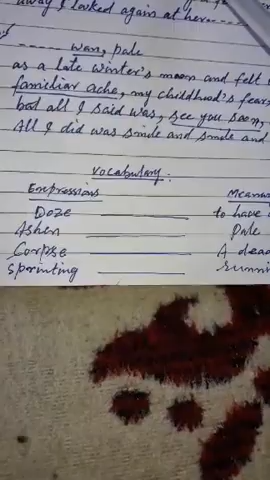 away I looked again at here-----
----- wan, pale
as a late winter's moon and felt
familiar ache, my childhood's fears
but all I said was, see you soon,
All I did was smile and smile and
Vocabulary:
Expressions Meanin
Doze to have
Ashen Pale
Corpse A dead
sprinting runni